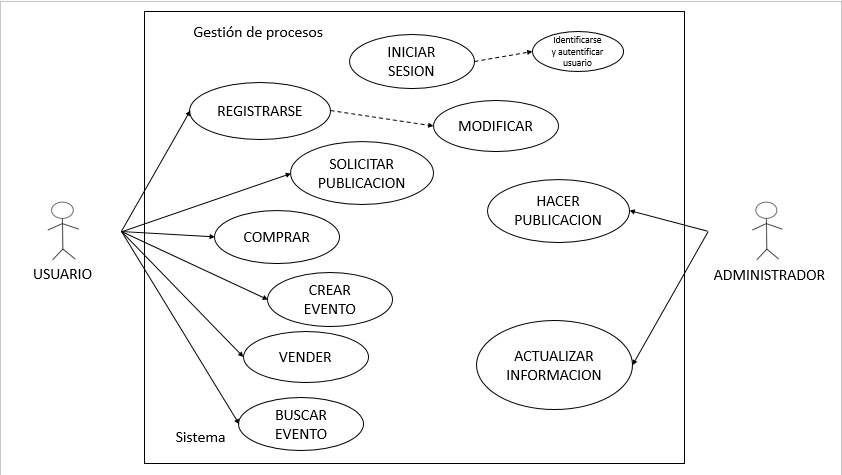 Gestión de procesos
INICIAR
SESION
Identificarse
y autentificar
usuario
REGISTRARSE
MODIFICAR
SOLICITAR
PUBLICACION
HACER
PUBLICACION
COMPRAR
USUARIO
ADMINISTRADOR
CREAR
EVENTO
VENDER
ACTUALIZAR
INFORMACION
BUSCAR
EVENTO
Sistema